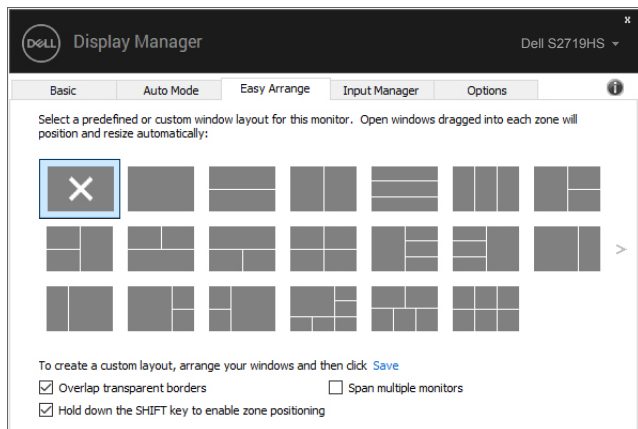 x
DELL Display Manager Dell S2719HS
Basic Auto Mode Easy Arrange Input Manager Options i
Select a predefined or custom window layout for this monitor. Open windows dragged into each zone will
position and resize automatically:
>
To create a custom layout, arrange your windows and then click Save
Overlap transparent borders Span multiple monitors
Hold down the SHIFT key to enable zone positioning